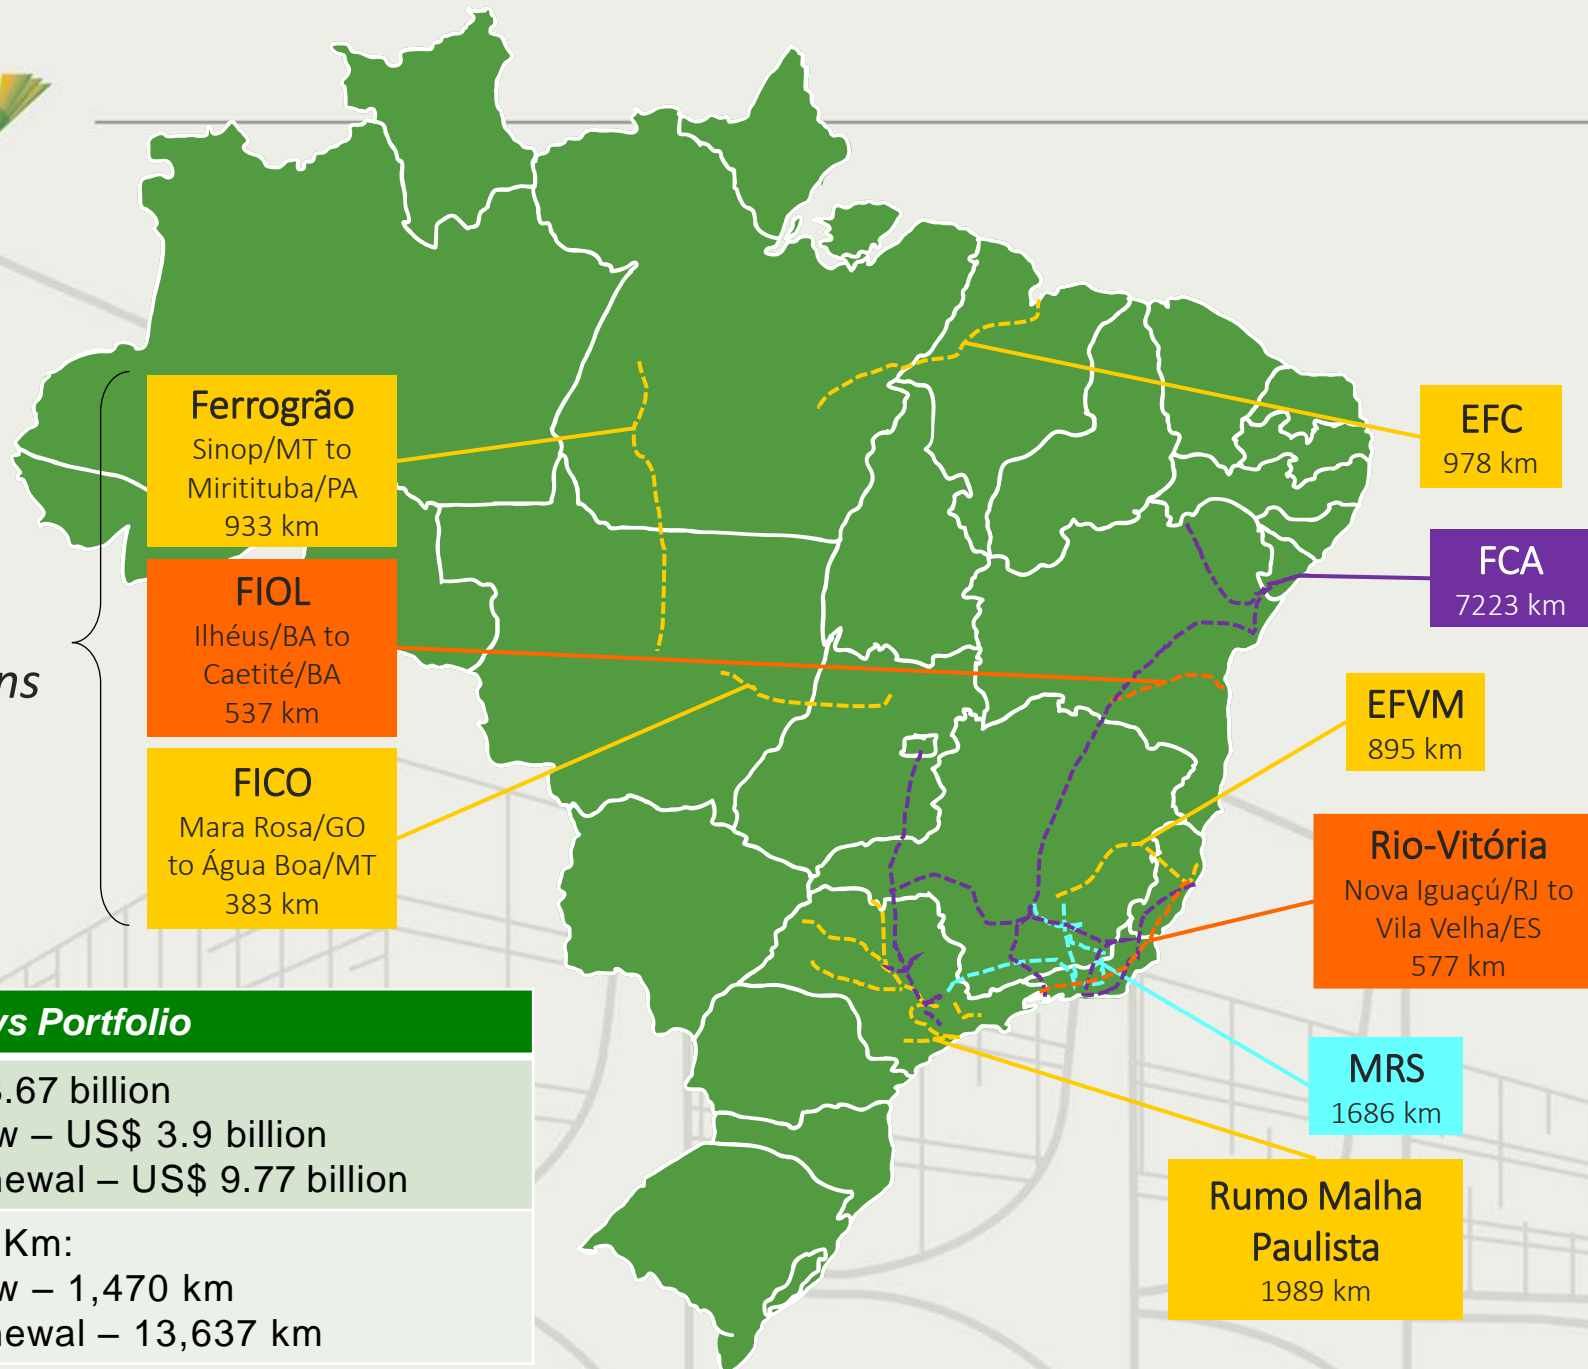 Ferrogrão
Sinop/MT to
Miritituba/PA
933 km
FIOL
Ilhéus/BA to
Caetité/BA
537 km
FICO
Mara Rosa/GO
to Água Boa/MT
383 km
EFC
978 km
FCA
7223 km
EFVM
895 km
Rio-Vitória
Nova Iguaçú/RJ to
Vila Velha/ES
577 km
MRS
1686 km
Rumo Malha
Paulista
1989 km
Portfolio
.67 billion
– US$ 3.9 billion
– US$ 9.77 billion
Km:
– 1,470 km
– 13,637 km